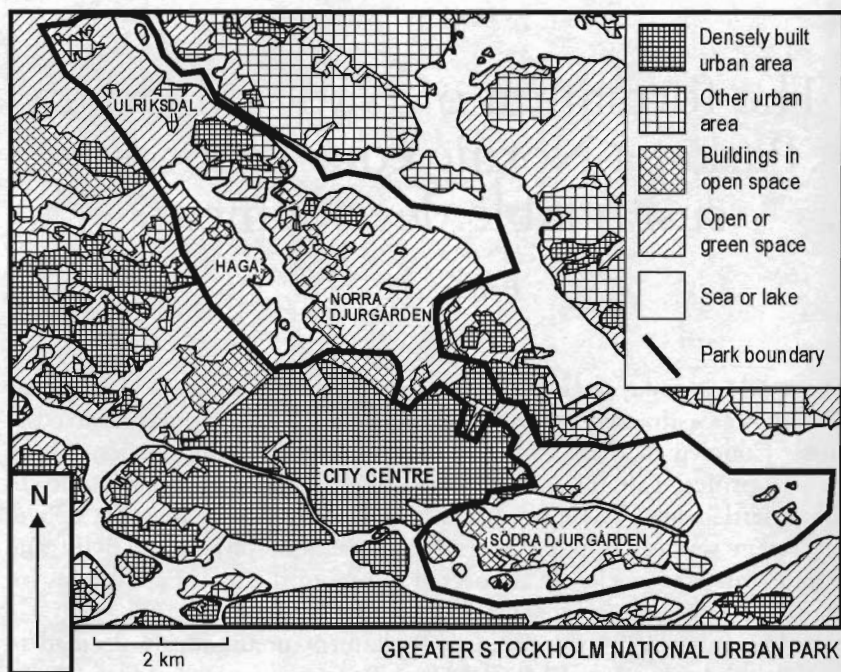 Densely built
urban area
Other urban
area
Buildings in
open space
Open or
green space
Sea or lake
Park boundary
ULRIKSDAL
HAGA
NORRA
DJURGÅRDEN
CITY CENTRE
SÖDRA DJURGÅRDEN
N
2 km
GREATER STOCKHOLM NATIONAL URBAN PARK